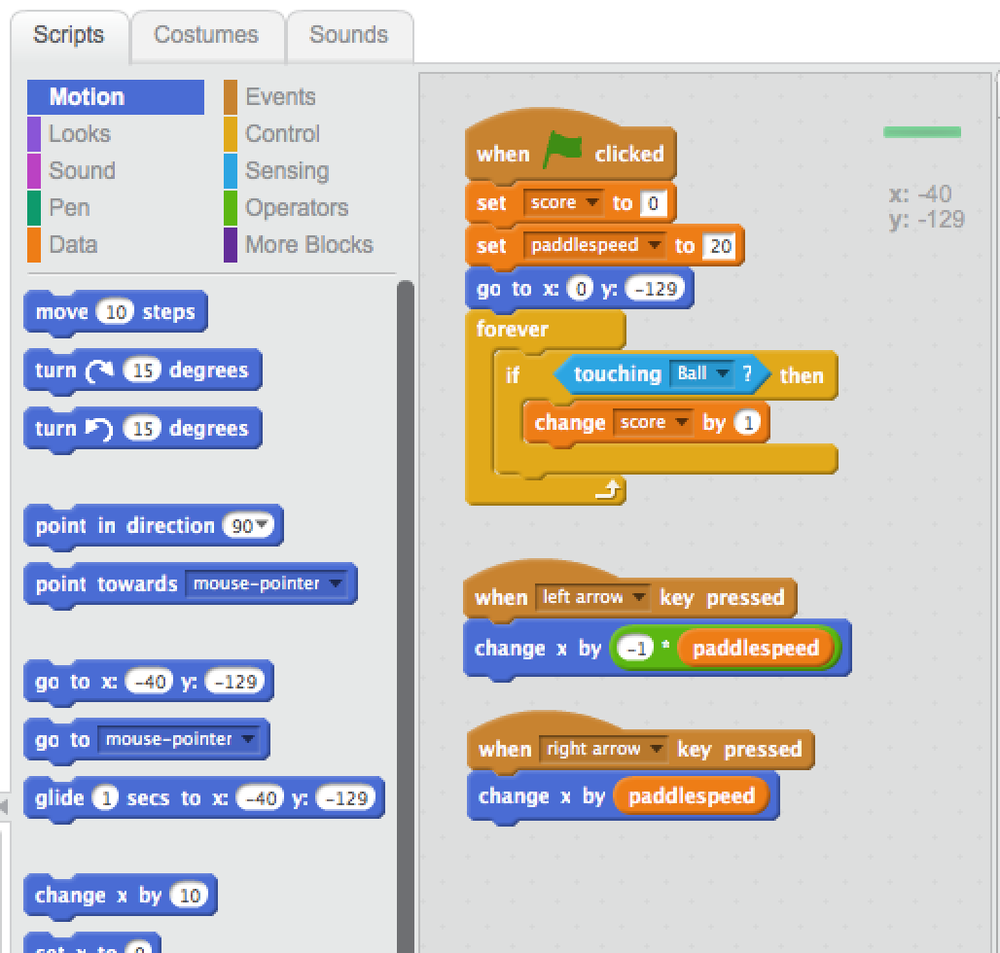 Scripts Costumes Sounds
Motion Events
Looks Control
Sound Sensing
Pen Operators
Data More Blocks
move 10 steps
turn 15 degrees
turn 15 degrees
point in direction 90
point towards mouse-pointer
go to x: -40 y: -129
go to mouse-pointer
glide 1 secs to x: -40 y: -129
change x by 10
set x to 0
when clicked
set score to 0
set paddlespeed to 20
go to x: 0 y: -129
forever
if touching Ball ? then
change score by 1
when left arrow key pressed
change x by -1 * paddlespeed
when right arrow key pressed
change x by paddlespeed
x: -40
y: -129